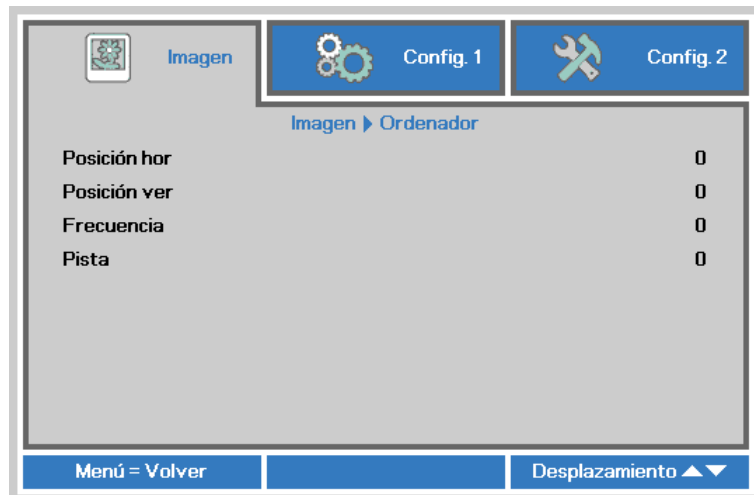 Imagen Config. 1 Config. 2
Imagen ▶ Ordenador
Posición hor 0
Posición ver 0
Frecuencia 0
Pista 0
Menú = Volver Desplazamiento ▲▼